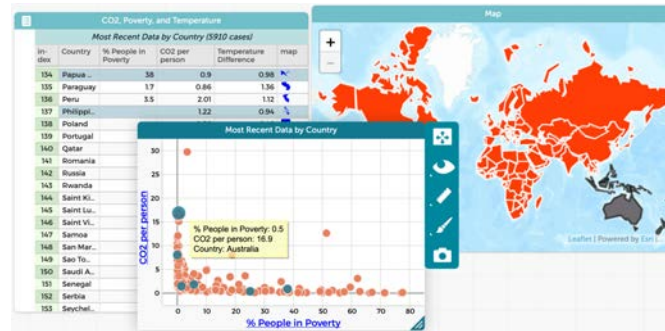 CO2, Poverty, and Temperature
Most Recent Data by Country (5910 cases)
in-dex Country % People in Poverty CO2 per person Temperature Difference map
134 Papua ... 38 0.9 0.98
135 Paraguay 1.7 0.86 1.36
136 Peru 3.5 2.01 1.12
137 Philippi... 1.22 0.94
138 Poland
139 Portugal
140 Qatar
141 Romania
142 Russia
143 Rwanda
144 Saint Ki...
145 Saint Lu...
146 Saint Vi...
147 Samoa
148 San Mar...
149 Sao To...
150 Saudi A...
151 Senegal
152 Serbia
153 Seychel...
Map
+
−
Leaflet | Powered by Esri |
Most Recent Data by Country
CO2 per person
30
25
20
15
10
5
0
% People in Poverty: 0.5
CO2 per person: 16.9
Country: Australia
0 10 20 30 40 50 60 70 80
% People in Poverty